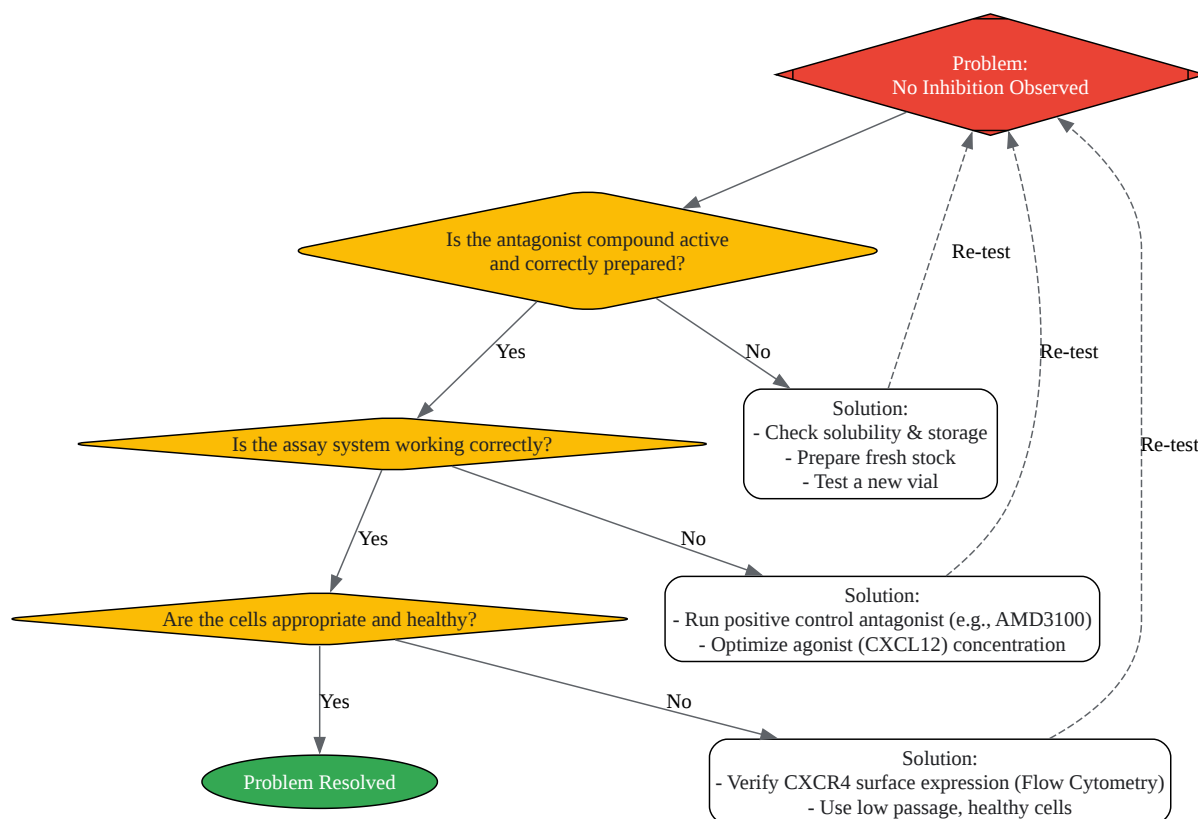 Problem:
No Inhibition Observed
Is the antagonist compound active
and correctly prepared?
Re-test
Yes
No
Re-test
Solution:
- Check solubility & storage
- Prepare fresh stock
- Test a new vial
Is the assay system working correctly?
Re-test
Yes
No
Solution:
- Run positive control antagonist (e.g., AMD3100)
- Optimize agonist (CXCL12) concentration
Are the cells appropriate and healthy?
Yes
No
Solution:
- Verify CXCR4 surface expression (Flow Cytometry)
- Use low passage, healthy cells
Problem Resolved